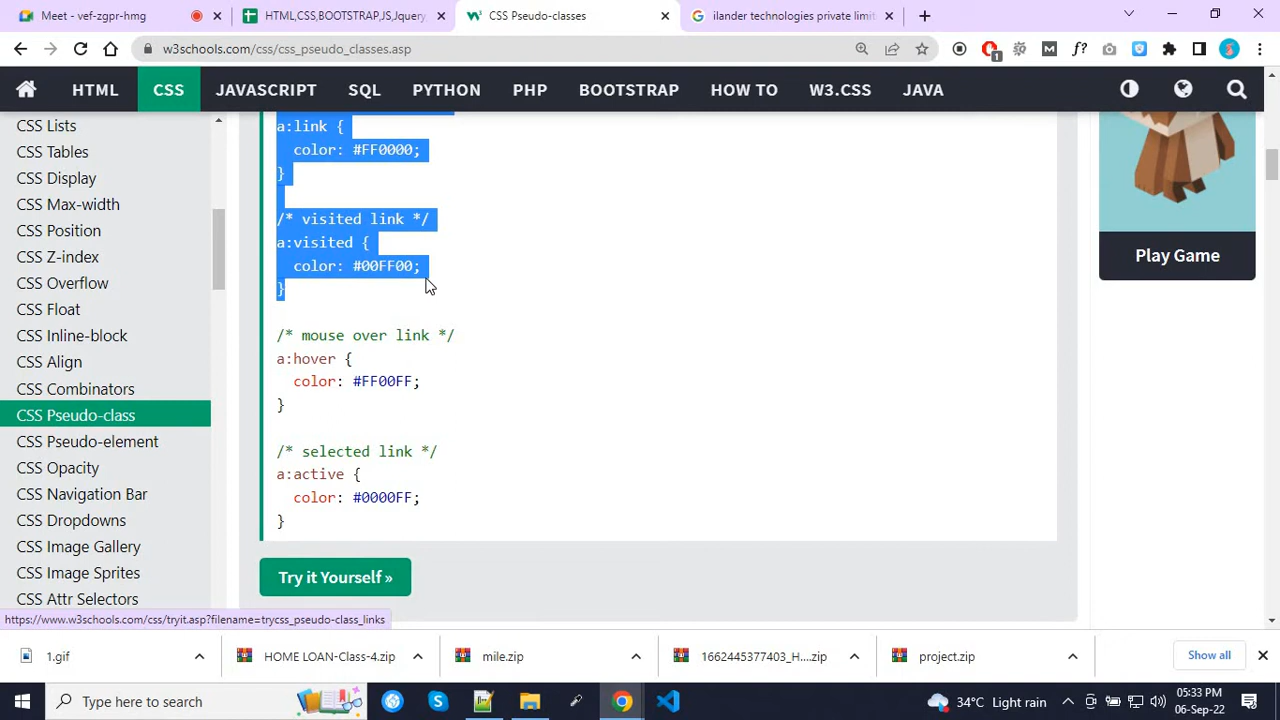 Meet - vef-zgpr-hmg
HTML,CSS,BOOTSTRAP,JS,Jquery,
CSS Pseudo-classes
ilander technologies private limit
w3schools.com/css/css_pseudo_classes.asp
1
HTML
CSS
JAVASCRIPT
SQL
PYTHON
PHP
BOOTSTRAP
HOW TO
W3.CSS
JAVA
CSS Lists
CSS Tables
CSS Display
CSS Max-width
CSS Position
CSS Z-index
CSS Overflow
CSS Float
CSS Inline-block
CSS Align
CSS Combinators
CSS Pseudo-class
CSS Pseudo-element
CSS Opacity
CSS Navigation Bar
CSS Dropdowns
CSS Image Gallery
CSS Image Sprites
CSS Attr Selectors
a:link {
color: #FF0000;
}
/* visited link */
a:visited {
color: #00FF00;
}
/* mouse over link */
a:hover {
color: #FF00FF;
}
/* selected link */
a:active {
color: #0000FF;
}
Try it Yourself »
Play Game
https://www.w3schools.com/css/tryit.asp?filename=trycss_pseudo-class_links
1.gif
HOME LOAN-Class-4.zip
mile.zip
1662445377403_H....zip
project.zip
Show all
Type here to search
34°C Light rain
05:33 PM
06-Sep-22